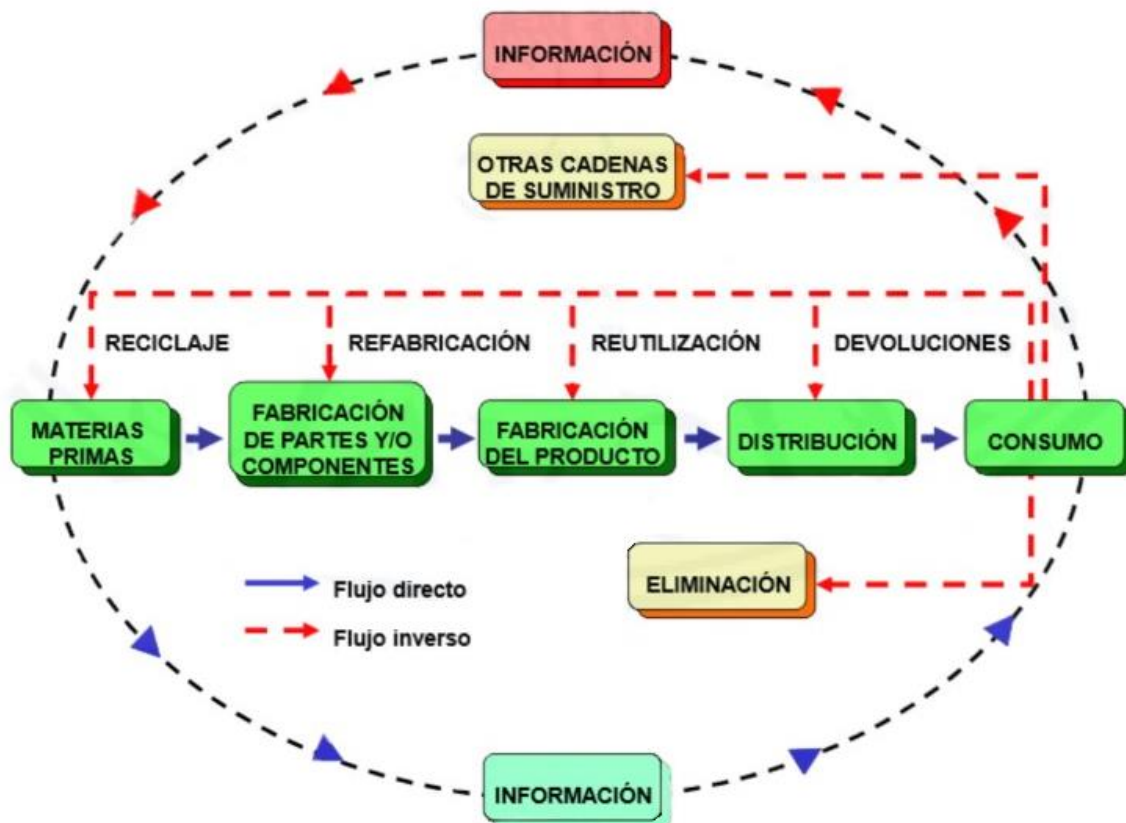 INFORMACIÓN
OTRAS CADENAS
DE SUMINISTRO
RECICLAJE
REFABRICACIÓN
REUTILIZACIÓN
DEVOLUCIONES
MATERIAS
PRIMAS
FABRICACIÓN
DE PARTES Y/O
COMPONENTES
FABRICACIÓN
DEL PRODUCTO
DISTRIBUCIÓN
CONSUMO
ELIMINACIÓN
Flujo directo
Flujo inverso
INFORMACIÓN